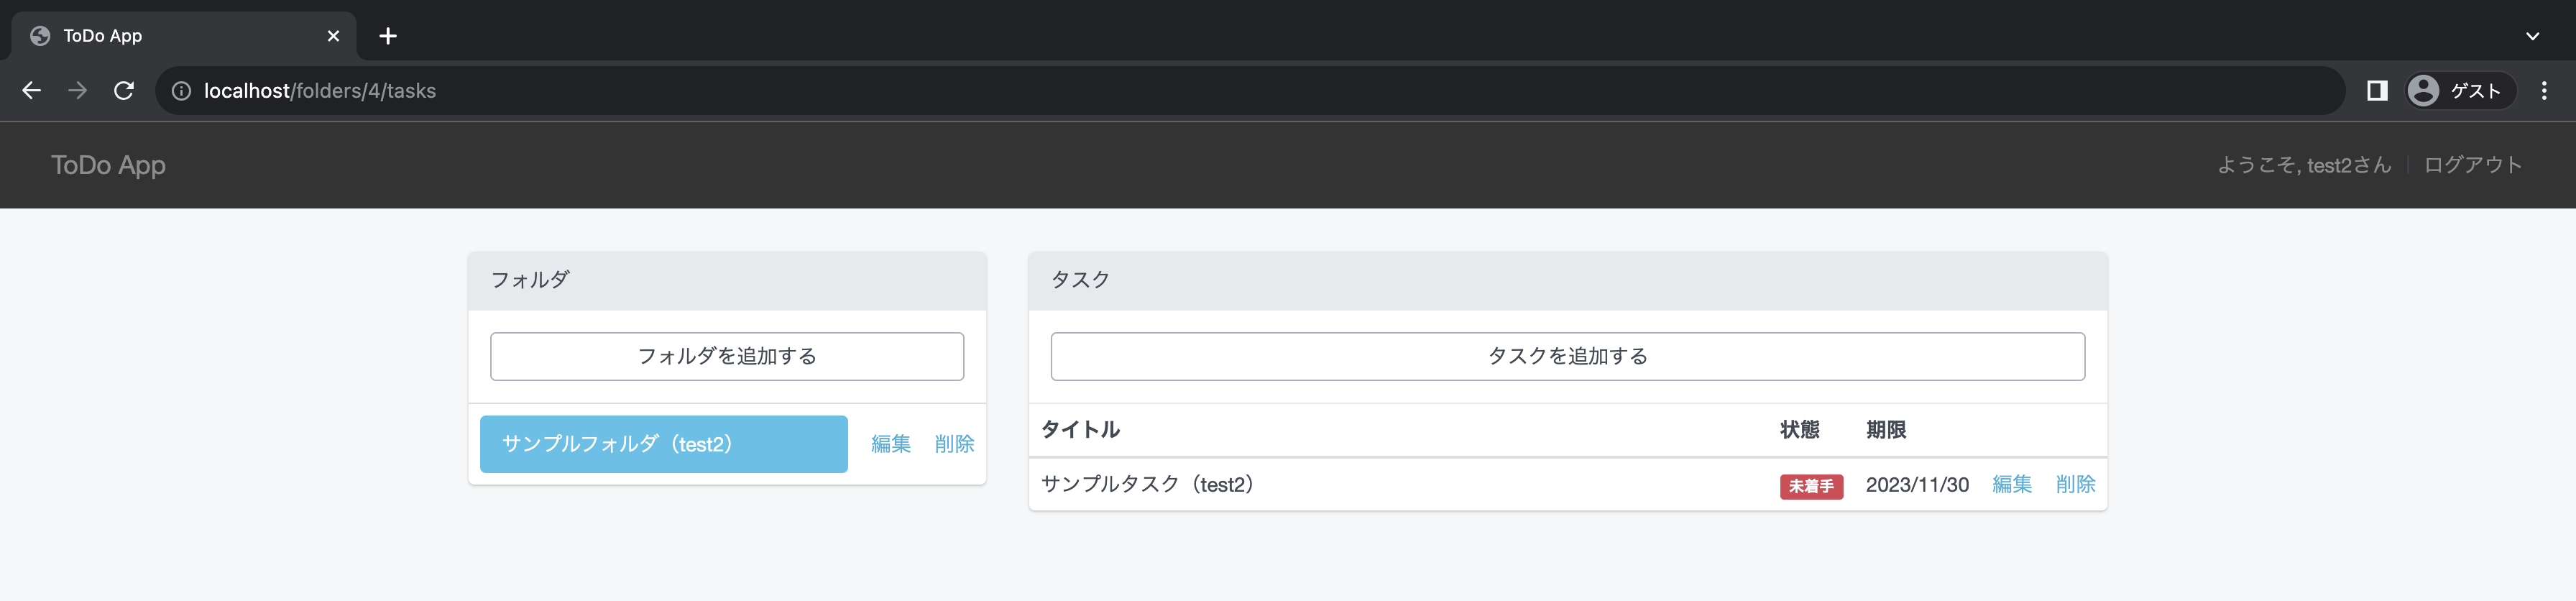 ToDo App
localhost/folders/4/tasks
ゲスト
ToDo App
ようこそ, test2さん
ログアウト
フォルダ
フォルダを追加する
サンプルフォルダ（test2） 編集 削除
タスク
タスクを追加する
タイトル 状態 期限
サンプルタスク（test2） 未着手 2023/11/30 編集 削除